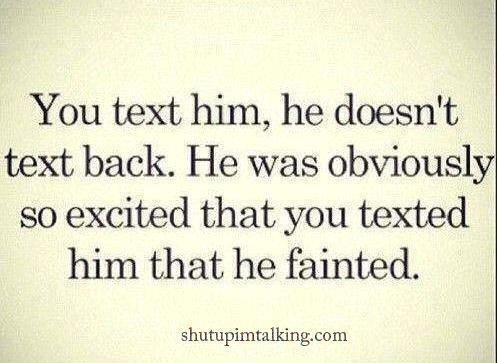 You text him, he doesn't
text back. He was obviously
so excited that you texted
him that he fainted.
shutupimtalking.com